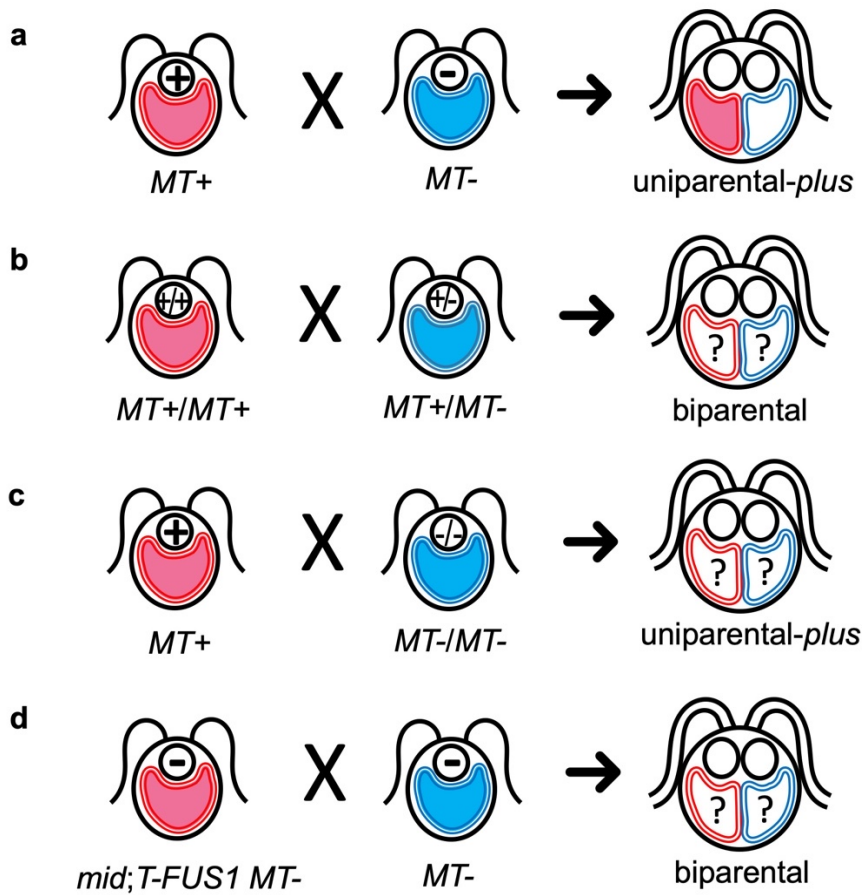 a
+ X -
MT+ MT- uniparental-plus
b
+/+ X +/-
? ?
MT+/MT+ MT+/MT- biparental
c
+ X -/-
? ?
MT+ MT-/MT- uniparental-plus
d
- X -
? ?
mid;T-FUS1 MT- MT- biparental